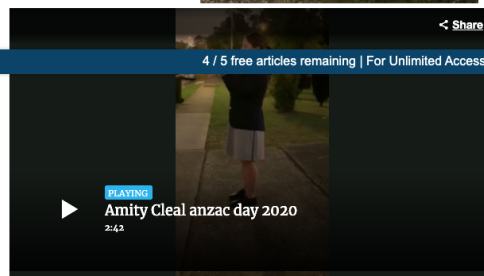 Share
4 / 5 free articles remaining | For Unlimited Access
PLAYING
Amity Cleal anzac day 2020
2:42